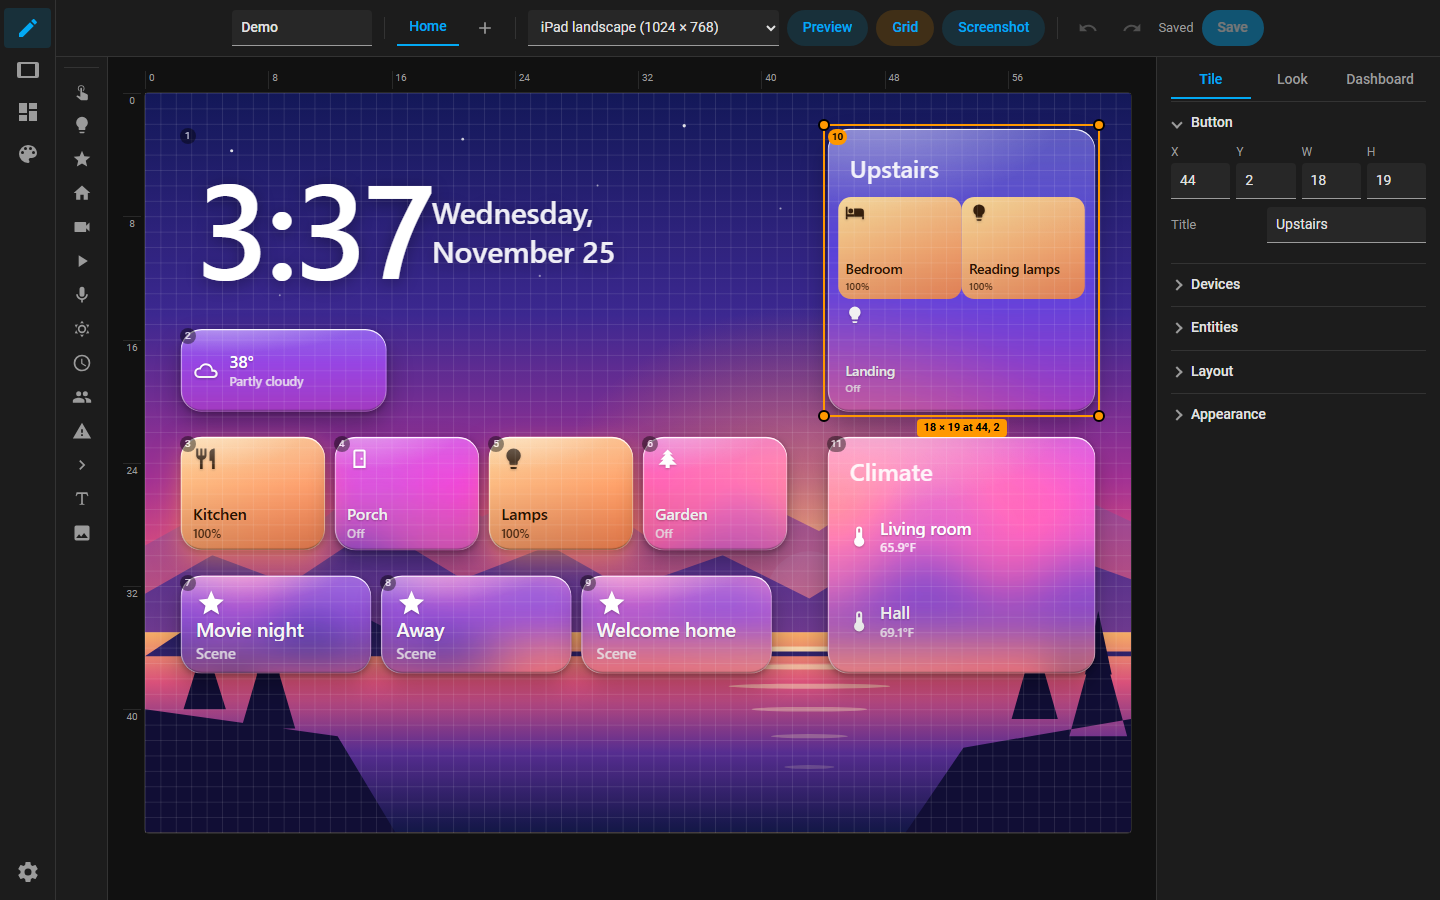 Demo
Home
iPad landscape (1024 × 768)
Preview
Grid
Screenshot
Saved
Save
0 8 16 24 32 40 48 56
0
8
16
24
32
40
1
3:37
Wednesday,
November 25
2
38°
Partly cloudy
3
Kitchen
100%
4
Porch
Off
5
Lamps
100%
6
Garden
Off
7
Movie night
Scene
8
Away
Scene
9
Welcome home
Scene
10
Upstairs
Bedroom
100%
Reading lamps
100%
Landing
Off
18 × 19 at 44, 2
11
Climate
Living room
65.9°F
Hall
69.1°F
Tile
Look
Dashboard
Button
X Y W H
44 2 18 19
Title
Upstairs
Devices
Entities
Layout
Appearance